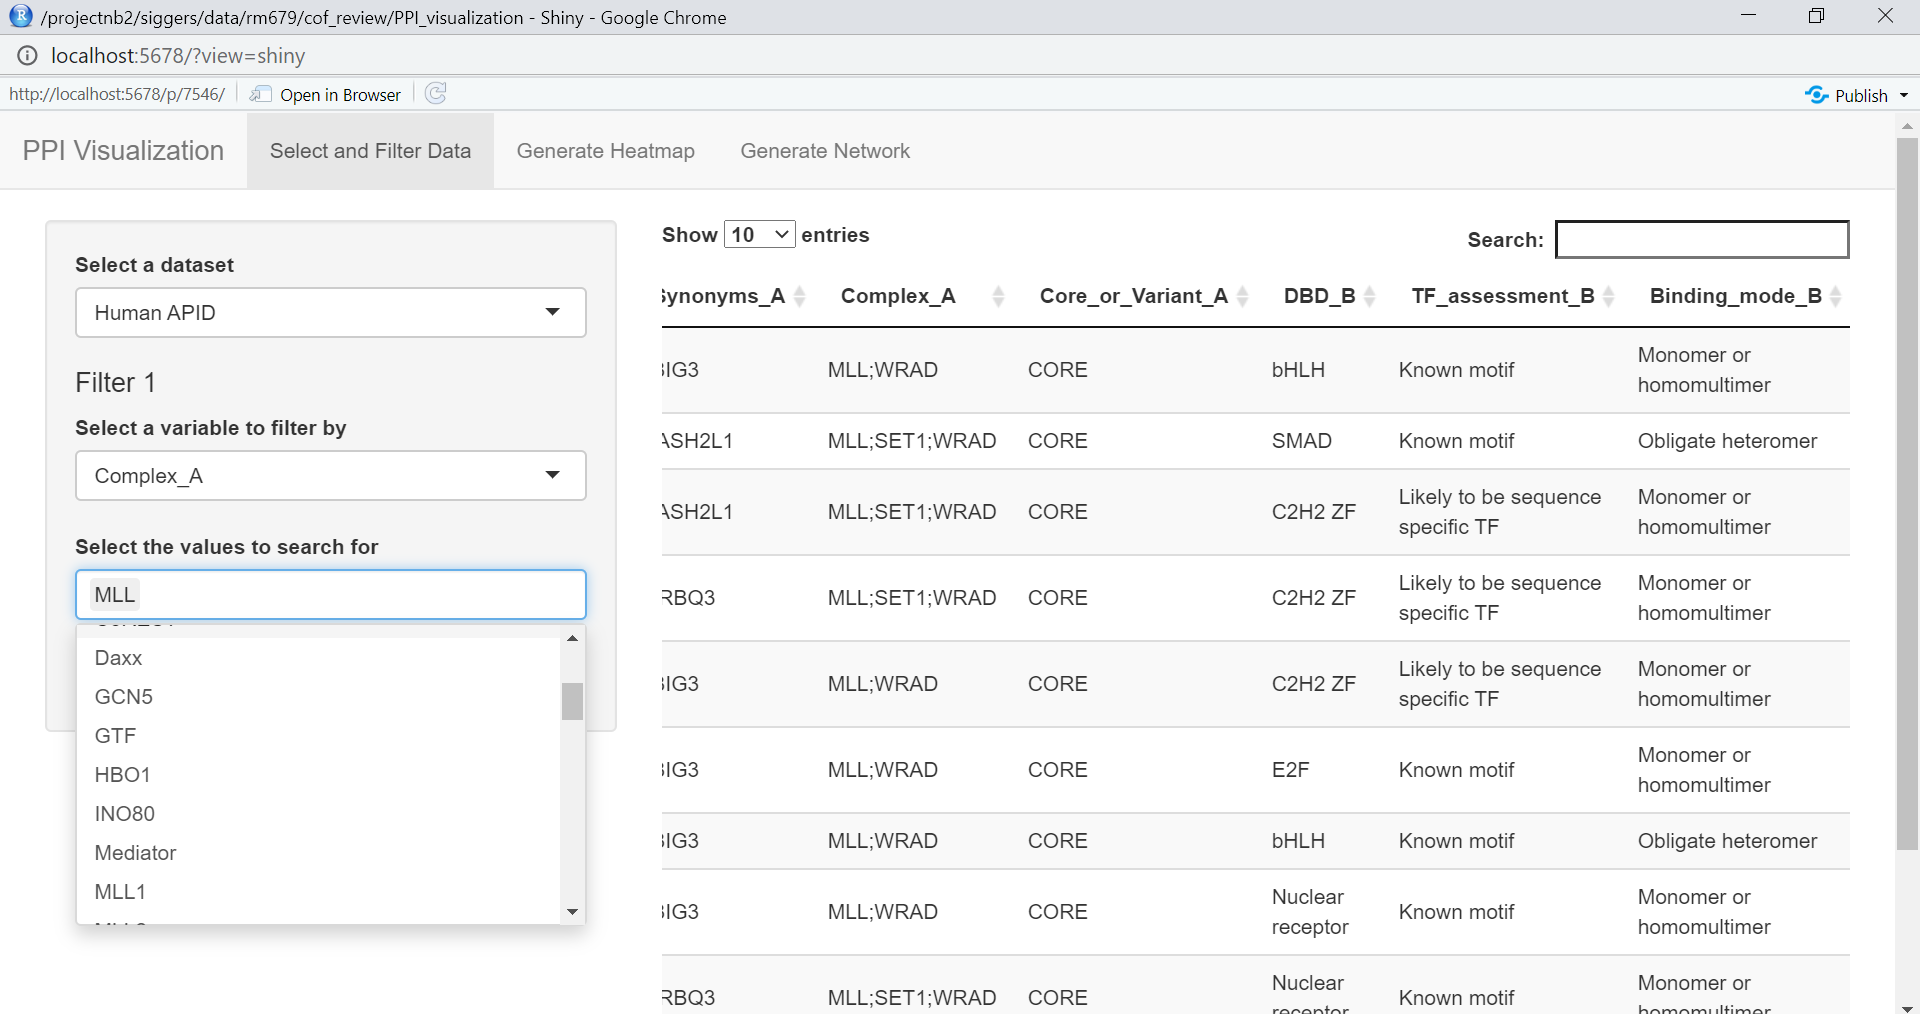 /projectnb2/siggers/data/rm679/cof_review/PPI_visualization - Shiny - Google Chrome
localhost:5678/?view=shiny
http://localhost:5678/p/7546/ Open in Browser Publish
PPI Visualization Select and Filter Data Generate Heatmap Generate Network
Select a dataset
Human APID
Filter 1
Select a variable to filter by
Complex_A
Select the values to search for
MLL
Daxx
GCN5
GTF
HBO1
INO80
Mediator
MLL1
Show 10 entries
Search:
Synonyms_A Complex_A Core_or_Variant_A DBD_B TF_assessment_B Binding_mode_B
BIG3 MLL;WRAD CORE bHLH Known motif Monomer or
homomultimer
ASH2L1 MLL;SET1;WRAD CORE SMAD Known motif Obligate heteromer
ASH2L1 MLL;SET1;WRAD CORE C2H2 ZF Likely to be sequence Monomer or
specific TF homomultimer
RBQ3 MLL;SET1;WRAD CORE C2H2 ZF Likely to be sequence Monomer or
specific TF homomultimer
BIG3 MLL;WRAD CORE C2H2 ZF Likely to be sequence Monomer or
specific TF homomultimer
BIG3 MLL;WRAD CORE E2F Known motif Monomer or
homomultimer
BIG3 MLL;WRAD CORE bHLH Known motif Obligate heteromer
BIG3 MLL;WRAD CORE Nuclear Known motif Monomer or
receptor homomultimer
RBQ3 MLL;SET1;WRAD CORE Nuclear Known motif Monomer or
receptor homomultimer